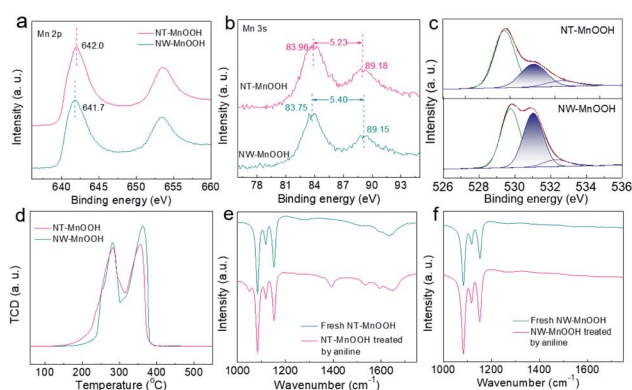 a
Mn 2p
NT-MnOOH
NW-MnOOH
642.0
641.7
Intensity (a. u.)
640 645 655 660
Binding energy (eV)
b
Mn 3s
5.23
83.96
89.18
NT-MnOOH
5.40
83.75
89.15
NW-MnOOH
Intensity (a. u.)
78 81 84 87 90 93
Binding energy (eV)
c
NT-MnOOH
NW-MnOOH
Intensity (a. u.)
526 528 530 532 534 536
Binding energy (eV)
d
NT-MnOOH
NW-MnOOH
TCD (a. u.)
100 200 300 400 500
Temperature (°C)
e
Fresh NT-MnOOH
NT-MnOOH treated
by aniline
Intensity (a.u.)
1000 1200 1400 1600
Wavenumber (cm⁻¹)
f
Fresh NW-MnOOH
NW-MnOOH treated
by aniline
Intensity (a.u.)
1000 1200 1400 1600
Wavenumber (cm⁻¹)